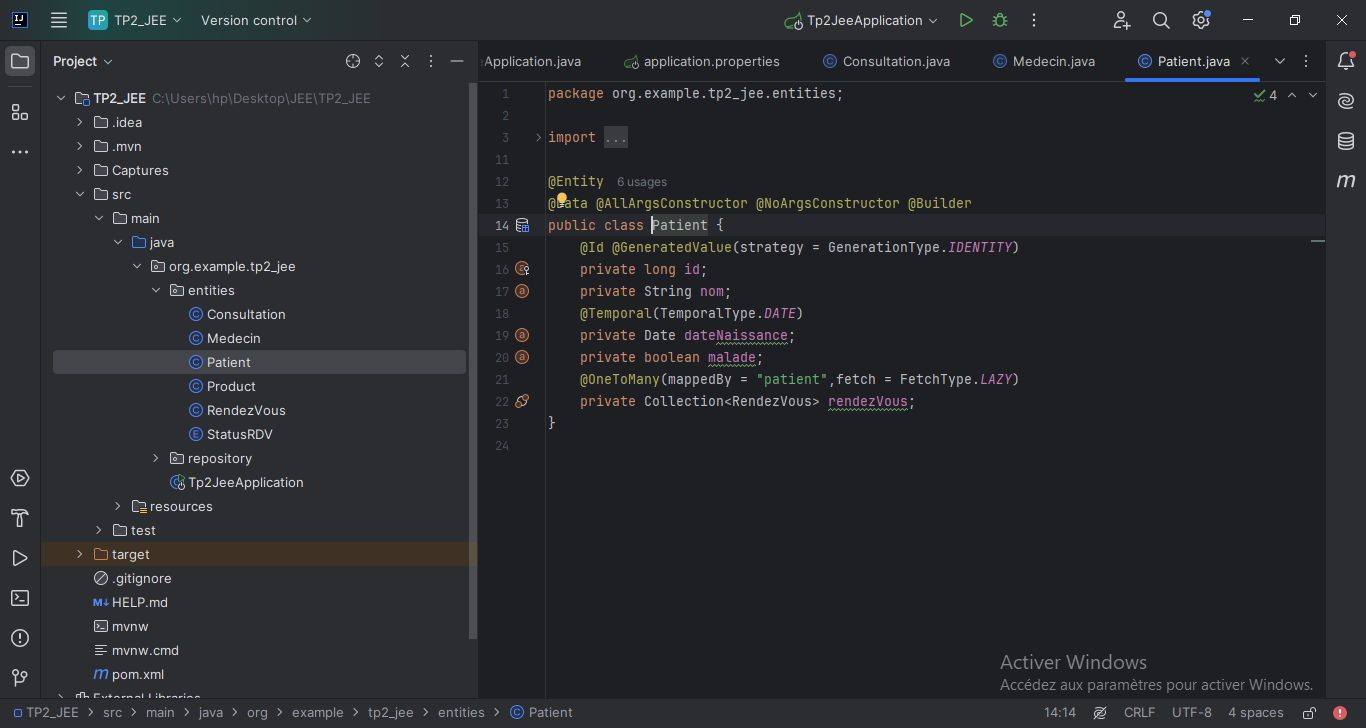 TP TP2_JEE Version control Tp2JeeApplication
Project
Application.java application.properties Consultation.java Medecin.java Patient.java
TP2_JEE C:\Users\hp\Desktop\JEE\TP2_JEE
.idea
.mvn
Captures
src
main
java
org.example.tp2_jee
entities
Consultation
Medecin
Patient
Product
RendezVous
StatusRDV
repository
Tp2JeeApplication
resources
test
target
.gitignore
HELP.md
mvnw
mvnw.cmd
pom.xml
External Libraries
4
1 package org.example.tp2_jee.entities;
2
3 import ...
11
12 @Entity 6 usages
13 @Data @AllArgsConstructor @NoArgsConstructor @Builder
14 public class Patient {
15 @Id @GeneratedValue(strategy = GenerationType.IDENTITY)
16 private long id;
17 private String nom;
18 @Temporal(TemporalType.DATE)
19 private Date dateNaissance;
20 private boolean malade;
21 @OneToMany(mappedBy = "patient",fetch = FetchType.LAZY)
22 private Collection<RendezVous> rendezVous;
23 }
24
Activer Windows
Accédez aux paramètres pour activer Windows.
TP2_JEE > src > main > java > org > example > tp2_jee > entities > Patient
14:14 CRLF UTF-8 4 spaces